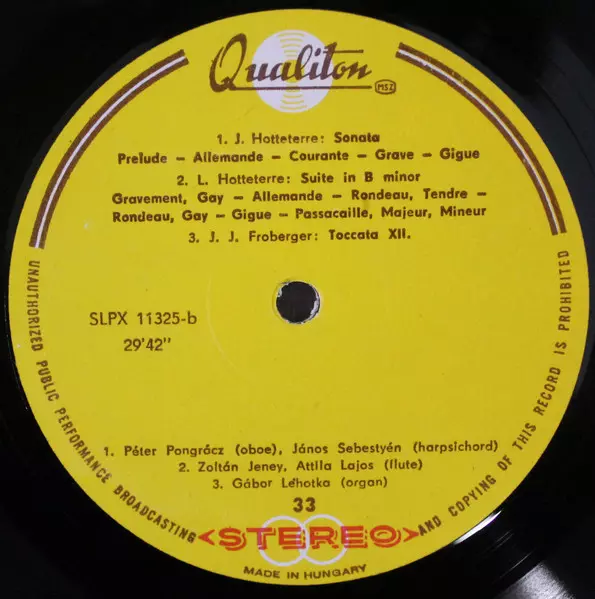 Qualiton
MSZ
1. J. Hotteterre: Sonata
Prelude – Allemande – Courante – Grave – Gigue
2. L. Hotteterre: Suite in B minor
Gravement, Gay – Allemande – Rondeau, Tendre –
Rondeau, Gay – Gigue – Passacaille, Majeur, Mineur
3. J. J. Froberger: Toccata XII.
SLPX 11325-b
29'42"
1. Péter Pongrácz (oboe), János Sebestyén (harpsichord)
2. Zoltán Jeney, Attila Lajos (flute)
3. Gábor Lehotka (organ)
33
UNAUTHORIZED PUBLIC PERFORMANCE BROADCASTING
<STEREO>
AND COPYING OF THIS RECORD IS PROHIBITED
MADE IN HUNGARY